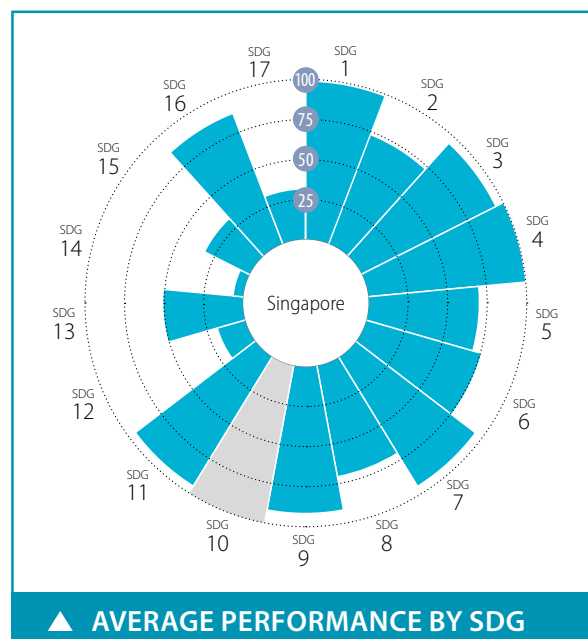 SDG
1
SDG
2
SDG
3
SDG
4
SDG
5
SDG
6
SDG
7
SDG
8
SDG
9
SDG
10
SDG
11
SDG
12
SDG
13
SDG
14
SDG
15
SDG
16
SDG
17
100
75
50
25
Singapore
▲ AVERAGE PERFORMANCE BY SDG